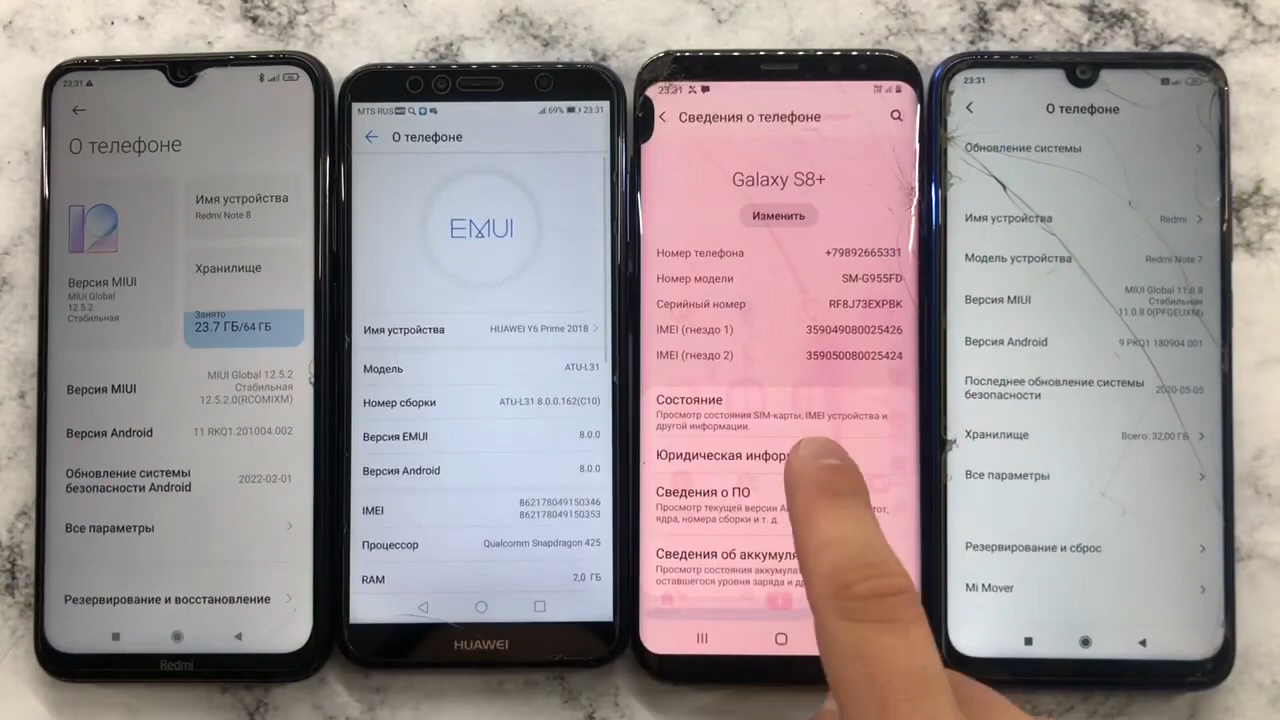 23:31
О телефоне
Имя устройства
Redmi Note 8
Версия MIUI
MIUI Global
12.5.2
Стабильная
Хранилище
Занято
23.7 ГБ/64 ГБ
Версия MIUI
MIUI Global 12.5.2
Стабильная
12.5.2.0(RCOMIXM)
Версия Android
11 RKQ1.201004.002
Обновление системы
безопасности Android
2022-02-01
Все параметры
Резервирование и восстановление
Redmi
MTS RUS
69%
23:31
О телефоне
EMUI
Имя устройства
HUAWEI Y6 Prime 2018
Модель
ATU-L31
Номер сборки
ATU-L31 8.0.0.162(C10)
Версия EMUI
8.0.0
Версия Android
8.0.0
IMEI
862178049150346
862178049150353
Процессор
Qualcomm Snapdragon 425
RAM
2,0 ГБ
HUAWEI
23:31
Сведения о телефоне
Galaxy S8+
Изменить
Номер телефона
+79892665331
Номер модели
SM-G955FD
Серийный номер
RF8J73EXPBK
IMEI (гнездо 1)
359049080025426
IMEI (гнездо 2)
359050080025424
Состояние
Просмотр состояния SIM-карты, IMEI устройства и
другой информации.
Юридическая инфор
Сведения о ПО
Просмотр текущей версии
ядра, номера сборки и т. д
Сведения об аккумуля
Просмотр состояния аккумулят
оставшегося уровня заряда и др
23:31
О телефоне
Обновление системы
Имя устройства
Redmi
Модель устройства
Redmi Note 7
Версия MIUI
MIUI Global 11.0.8
Стабильная
11.0.8.0(PFGEUXM)
Версия Android
9 PKQ1.180904.001
Последнее обновление системы
безопасности
2020-05-05
Хранилище
Всего: 32,00 ГБ
Все параметры
Резервирование и сброс
Mi Mover